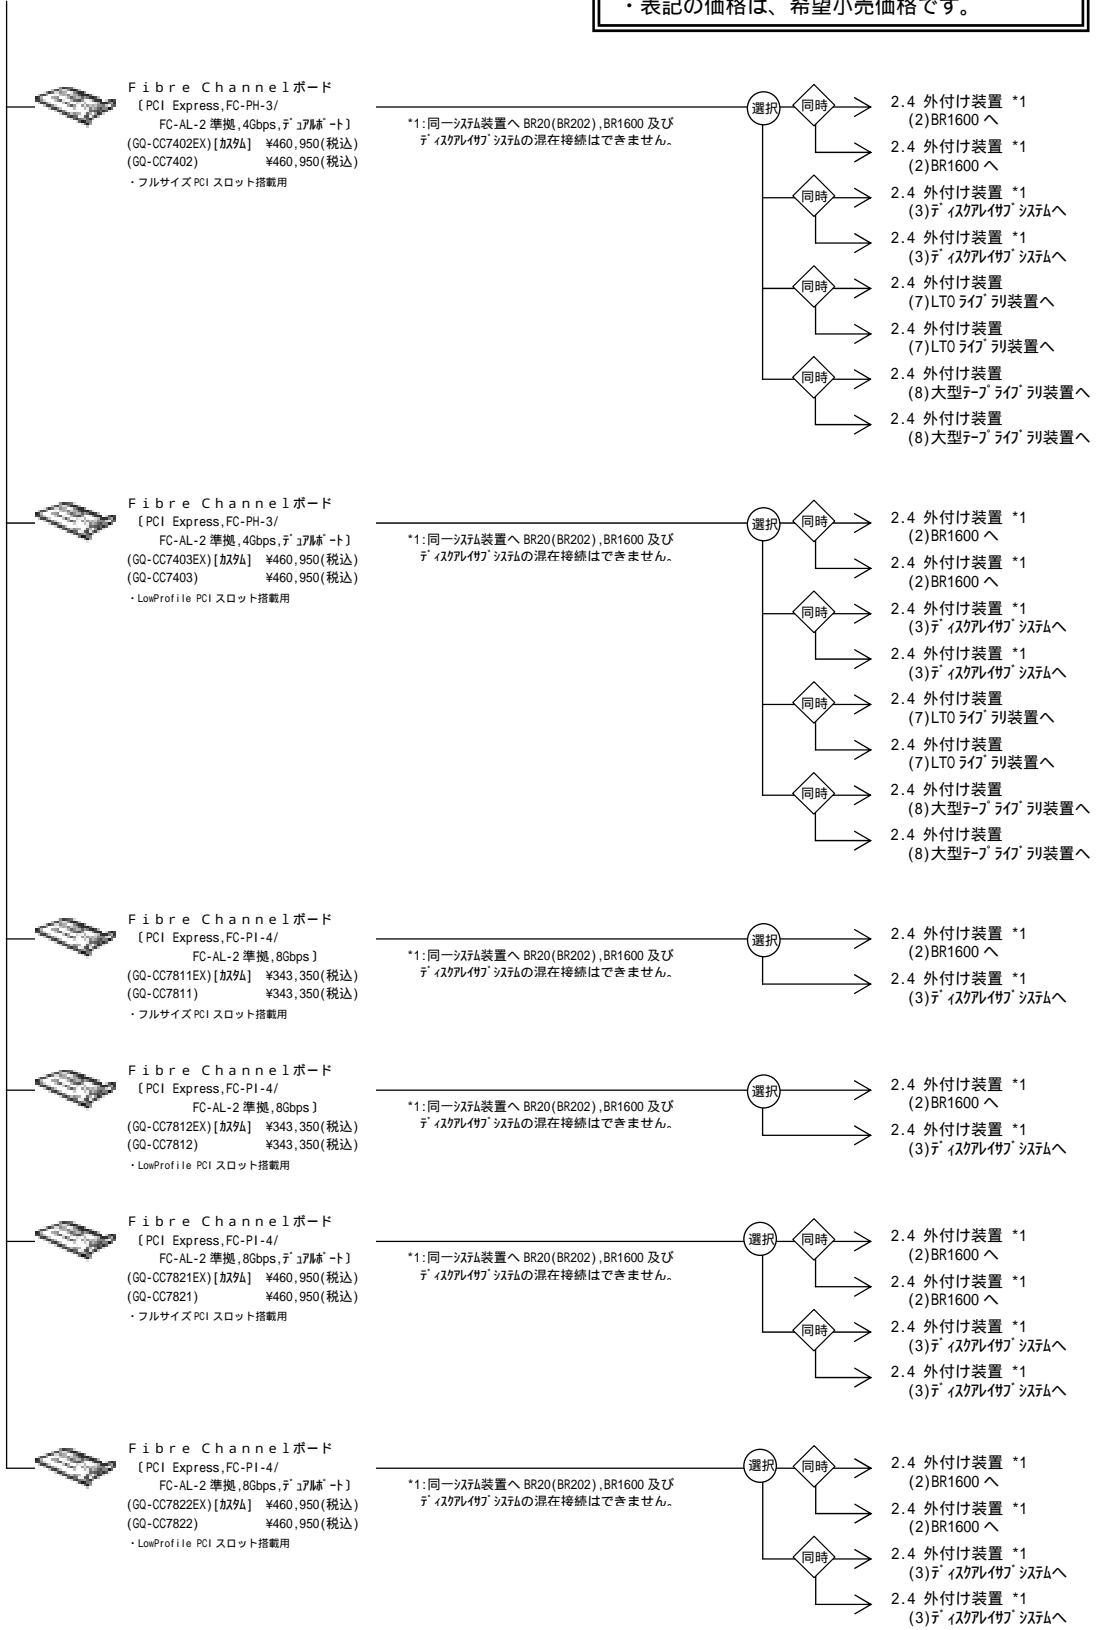 ・表記の価格は、希望小売価格です。
Fibre Channelボード
〔PCI Express,FC-PH-3/
FC-AL-2 準拠,4Gbps,ﾃﾞｭｱﾙﾎﾟｰﾄ〕
(GQ-CC7402EX)[ｶｽﾀﾑ] ¥460,950(税込)
(GQ-CC7402) ¥460,950(税込)
・フルサイズ PCI スロット搭載用
*1:同一ｼｽﾃﾑ装置へ BR20(BR202),BR1600 及び
ﾃﾞｨｽｸｱﾚｲｻﾌﾞｼｽﾃﾑの混在接続はできません。
選択
同時
2.4 外付け装置 *1
(2)BR1600 へ
2.4 外付け装置 *1
(2)BR1600 へ
同時
2.4 外付け装置 *1
(3)ﾃﾞｨｽｸｱﾚｲｻﾌﾞｼｽﾃﾑへ
2.4 外付け装置 *1
(3)ﾃﾞｨｽｸｱﾚｲｻﾌﾞｼｽﾃﾑへ
同時
2.4 外付け装置
(7)LTO ﾗｲﾌﾞﾗﾘ装置へ
2.4 外付け装置
(7)LTO ﾗｲﾌﾞﾗﾘ装置へ
同時
2.4 外付け装置
(8)大型ﾃｰﾌﾟﾗｲﾌﾞﾗﾘ装置へ
2.4 外付け装置
(8)大型ﾃｰﾌﾟﾗｲﾌﾞﾗﾘ装置へ
Fibre Channelボード
〔PCI Express,FC-PH-3/
FC-AL-2 準拠,4Gbps,ﾃﾞｭｱﾙﾎﾟｰﾄ〕
(GQ-CC7403EX)[ｶｽﾀﾑ] ¥460,950(税込)
(GQ-CC7403) ¥460,950(税込)
・LowProfile PCI スロット搭載用
*1:同一ｼｽﾃﾑ装置へ BR20(BR202),BR1600 及び
ﾃﾞｨｽｸｱﾚｲｻﾌﾞｼｽﾃﾑの混在接続はできません。
選択
同時
2.4 外付け装置 *1
(2)BR1600 へ
2.4 外付け装置 *1
(2)BR1600 へ
同時
2.4 外付け装置 *1
(3)ﾃﾞｨｽｸｱﾚｲｻﾌﾞｼｽﾃﾑへ
2.4 外付け装置 *1
(3)ﾃﾞｨｽｸｱﾚｲｻﾌﾞｼｽﾃﾑへ
同時
2.4 外付け装置
(7)LTO ﾗｲﾌﾞﾗﾘ装置へ
2.4 外付け装置
(7)LTO ﾗｲﾌﾞﾗﾘ装置へ
同時
2.4 外付け装置
(8)大型ﾃｰﾌﾟﾗｲﾌﾞﾗﾘ装置へ
2.4 外付け装置
(8)大型ﾃｰﾌﾟﾗｲﾌﾞﾗﾘ装置へ
Fibre Channelボード
〔PCI Express,FC-PI-4/
FC-AL-2 準拠,8Gbps〕
(GQ-CC7811EX)[ｶｽﾀﾑ] ¥343,350(税込)
(GQ-CC7811) ¥343,350(税込)
・フルサイズ PCI スロット搭載用
*1:同一ｼｽﾃﾑ装置へ BR20(BR202),BR1600 及び
ﾃﾞｨｽｸｱﾚｲｻﾌﾞｼｽﾃﾑの混在接続はできません。
選択
2.4 外付け装置 *1
(2)BR1600 へ
2.4 外付け装置 *1
(3)ﾃﾞｨｽｸｱﾚｲｻﾌﾞｼｽﾃﾑへ
Fibre Channelボード
〔PCI Express,FC-PI-4/
FC-AL-2 準拠,8Gbps〕
(GQ-CC7812EX)[ｶｽﾀﾑ] ¥343,350(税込)
(GQ-CC7812) ¥343,350(税込)
・LowProfile PCI スロット搭載用
*1:同一ｼｽﾃﾑ装置へ BR20(BR202),BR1600 及び
ﾃﾞｨｽｸｱﾚｲｻﾌﾞｼｽﾃﾑの混在接続はできません。
選択
2.4 外付け装置 *1
(2)BR1600 へ
2.4 外付け装置 *1
(3)ﾃﾞｨｽｸｱﾚｲｻﾌﾞｼｽﾃﾑへ
Fibre Channelボード
〔PCI Express,FC-PI-4/
FC-AL-2 準拠,8Gbps,ﾃﾞｭｱﾙﾎﾟｰﾄ〕
(GQ-CC7821EX)[ｶｽﾀﾑ] ¥460,950(税込)
(GQ-CC7821) ¥460,950(税込)
・フルサイズ PCI スロット搭載用
*1:同一ｼｽﾃﾑ装置へ BR20(BR202),BR1600 及び
ﾃﾞｨｽｸｱﾚｲｻﾌﾞｼｽﾃﾑの混在接続はできません。
選択
同時
2.4 外付け装置 *1
(2)BR1600 へ
2.4 外付け装置 *1
(2)BR1600 へ
同時
2.4 外付け装置 *1
(3)ﾃﾞｨｽｸｱﾚｲｻﾌﾞｼｽﾃﾑへ
2.4 外付け装置 *1
(3)ﾃﾞｨｽｸｱﾚｲｻﾌﾞｼｽﾃﾑへ
Fibre Channelボード
〔PCI Express,FC-PI-4/
FC-AL-2 準拠,8Gbps,ﾃﾞｭｱﾙﾎﾟｰﾄ〕
(GQ-CC7822EX)[ｶｽﾀﾑ] ¥460,950(税込)
(GQ-CC7822) ¥460,950(税込)
・LowProfile PCI スロット搭載用
*1:同一ｼｽﾃﾑ装置へ BR20(BR202),BR1600 及び
ﾃﾞｨｽｸｱﾚｲｻﾌﾞｼｽﾃﾑの混在接続はできません。
選択
同時
2.4 外付け装置 *1
(2)BR1600 へ
2.4 外付け装置 *1
(2)BR1600 へ
同時
2.4 外付け装置 *1
(3)ﾃﾞｨｽｸｱﾚｲｻﾌﾞｼｽﾃﾑへ
2.4 外付け装置 *1
(3)ﾃﾞｨｽｸｱﾚｲｻﾌﾞｼｽﾃﾑへ